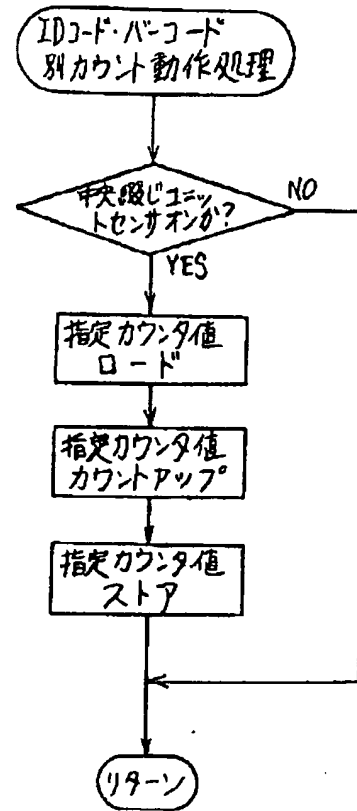 IDコード・バーコード
別カウント動作処理
中央綴じユニッ
トセンサオンか?
NO
YES
指定カウンタ値
ロード
指定カウンタ値
カウントアップ
指定カウンタ値
ストア
リターン